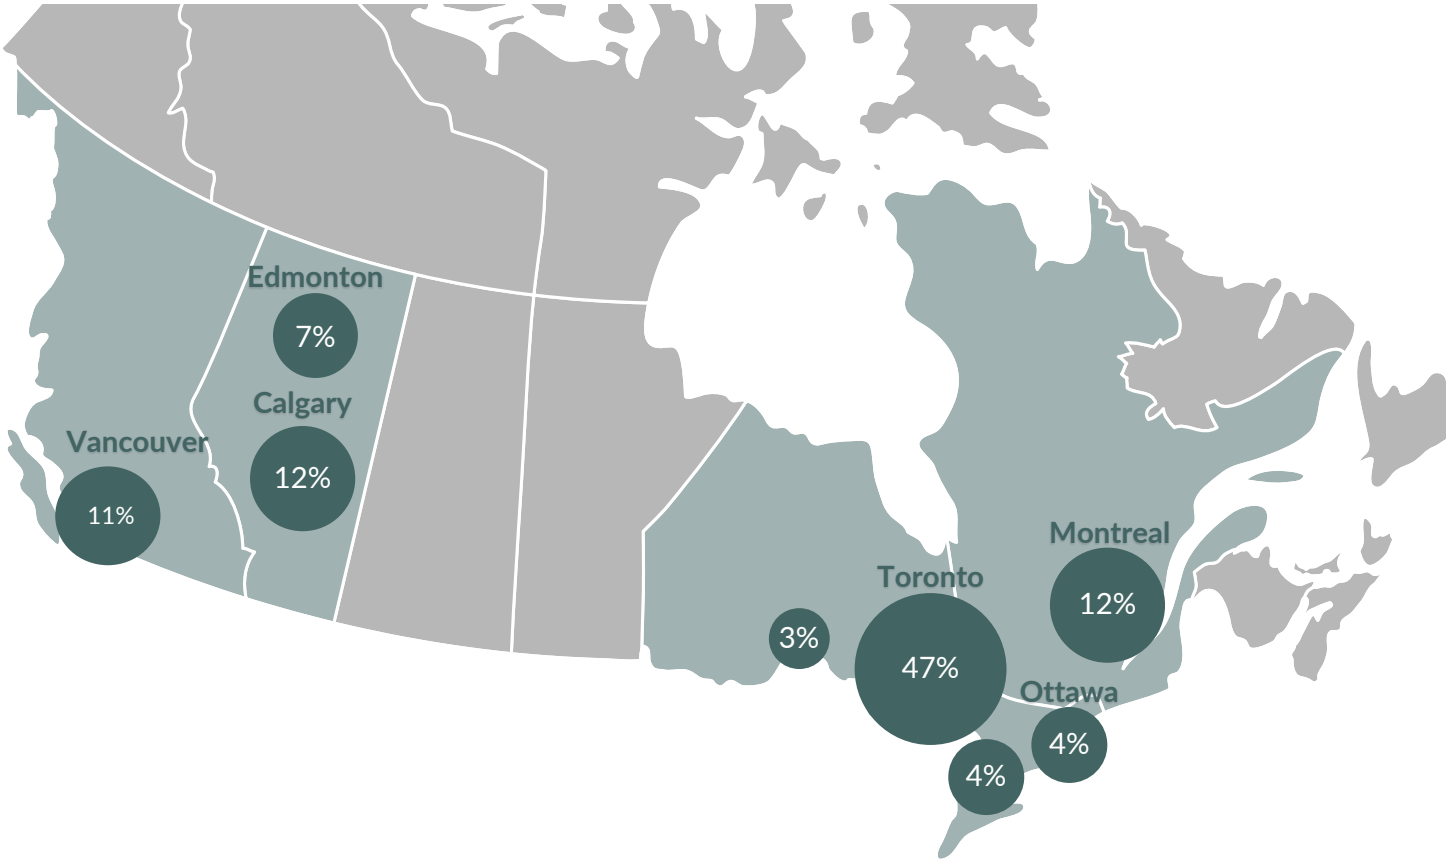 Edmonton
7%
Calgary
12%
Vancouver
11%
Montreal
12%
Toronto
47%
3%
Ottawa
4%
4%